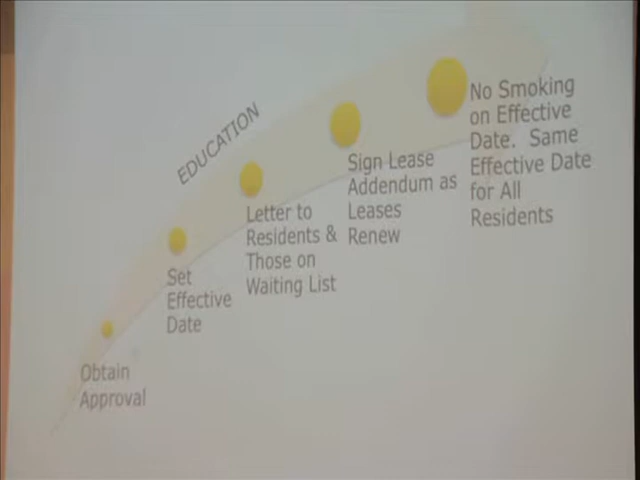 EDUCATION
Obtain
Approval
Set
Effective
Date
Letter to
Residents &
Those on
Waiting List
Sign Lease
Addendum as
Leases
Renew
No Smoking
on Effective
Date. Same
Effective Date
for All
Residents